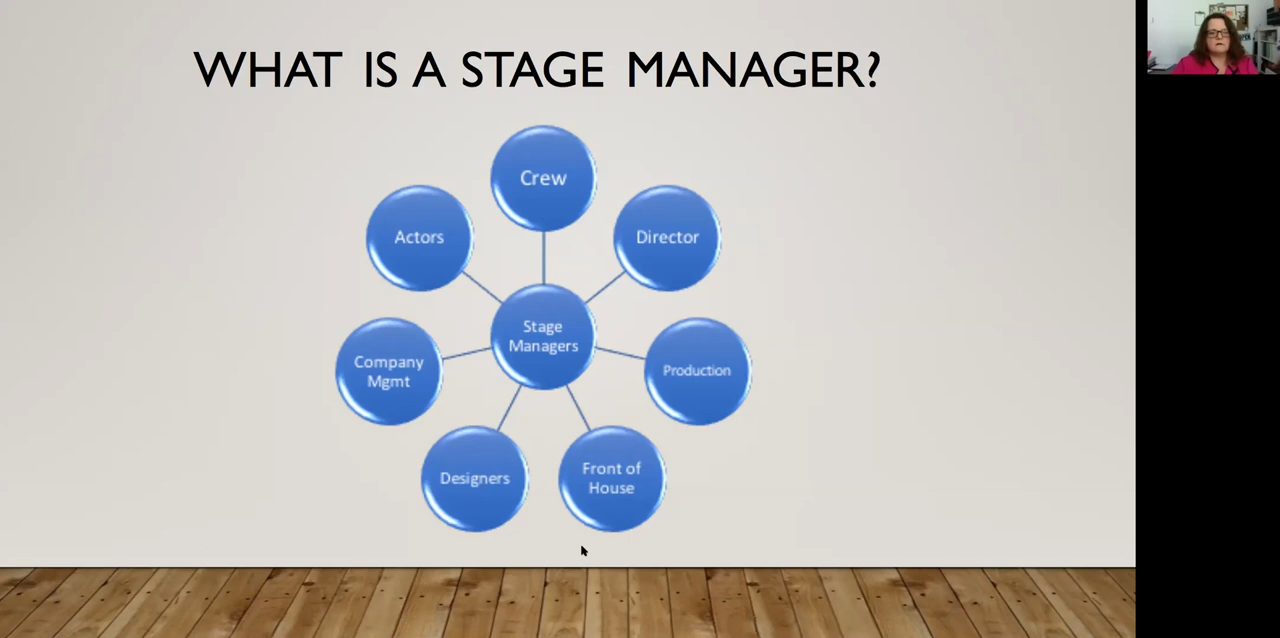 WHAT IS A STAGE MANAGER?
Crew
Actors
Director
Stage
Managers
Company
Mgmt
Production
Designers
Front of
House